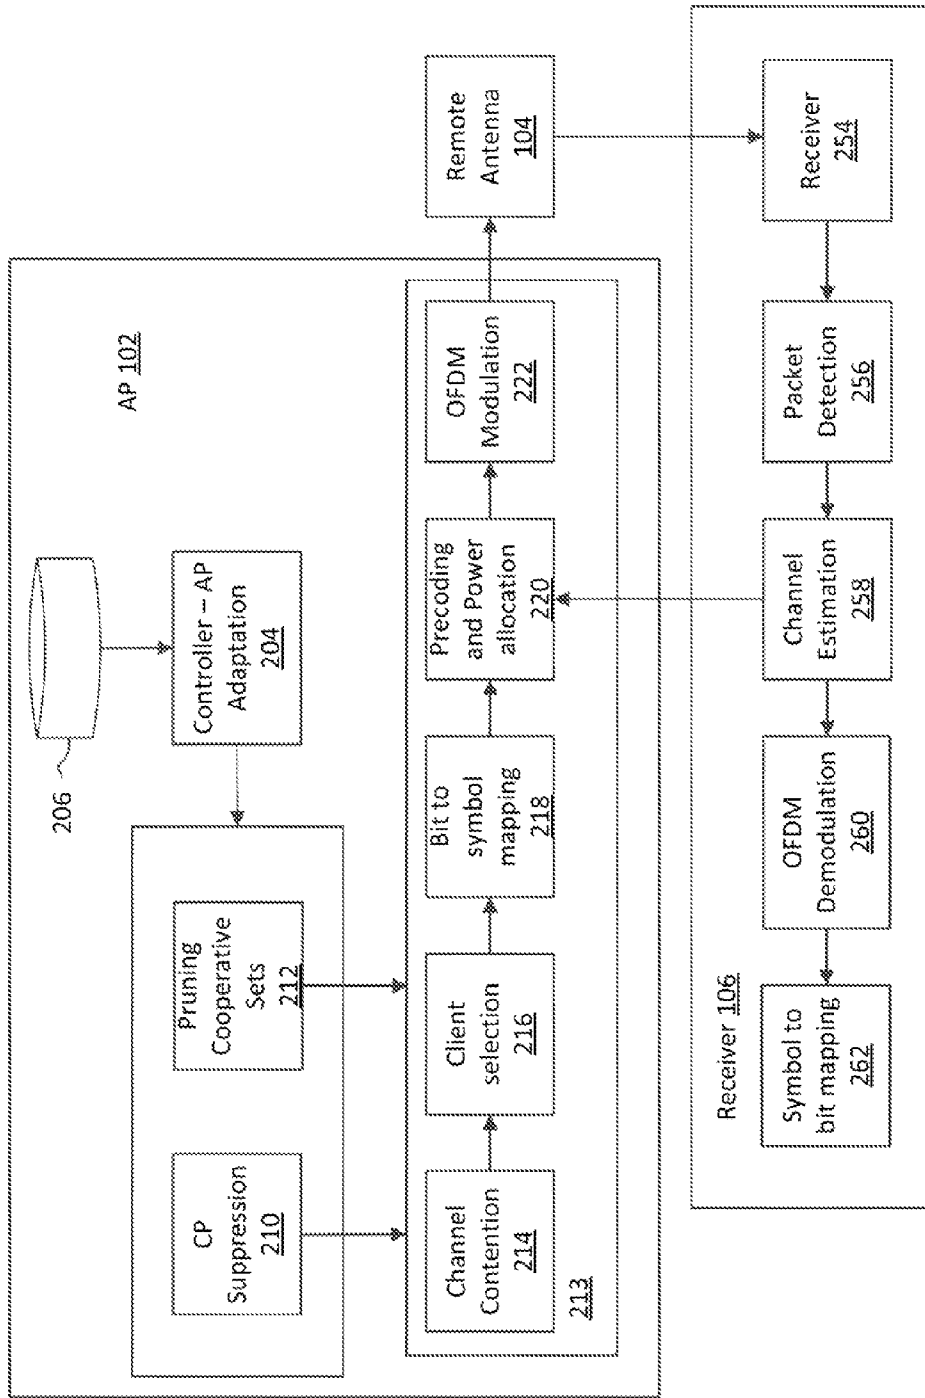 206
AP 102
Controller – AP
Adaptation
204
CP
Suppression
210
Pruning
Cooperative
Sets
212
Channel
Contention
214
Client
selection
216
Bit to
symbol
mapping
218
Precoding
and Power
allocation
220
OFDM
Modulation
222
213
Remote
Antenna
104
Receiver 106
Symbol to
bit mapping
262
OFDM
Demodulation
260
Channel
Estimation
258
Packet
Detection
256
Receiver
254